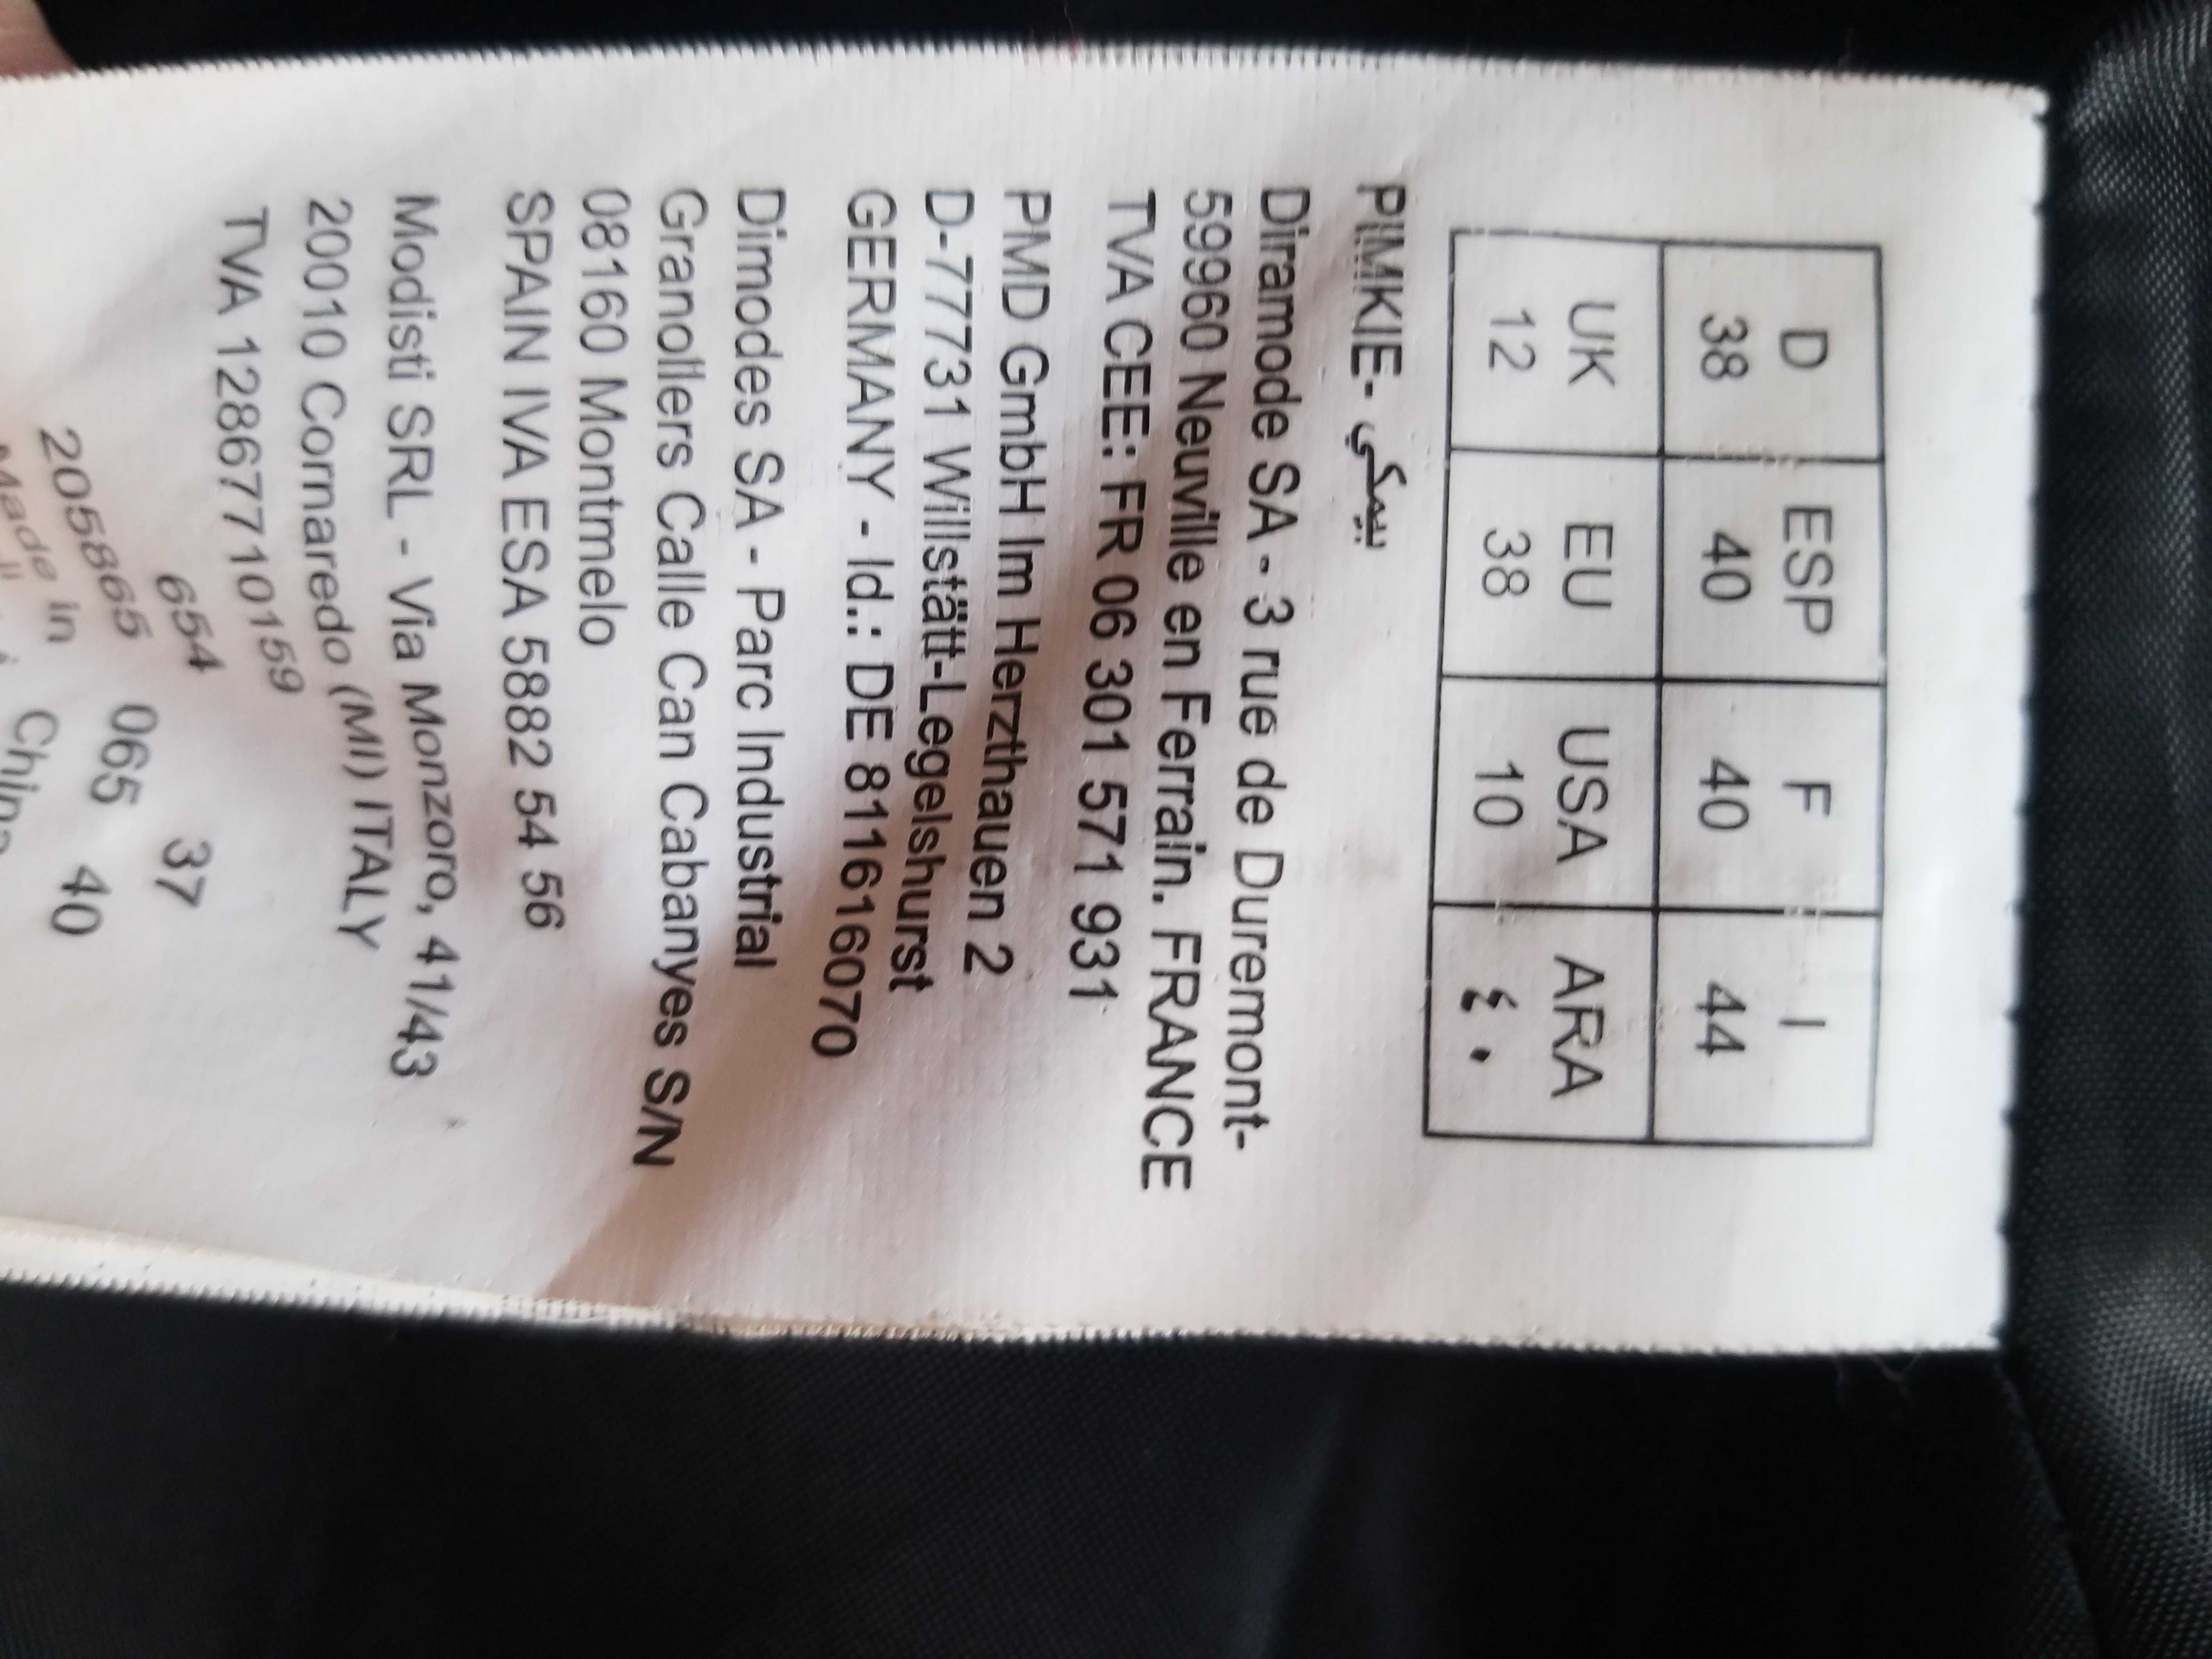 D ESP F I
38 40 40 44
UK EU USA ARA
12 38 10 ٤٠
PIMKIE- بيمكي
Diramode SA - 3 rue de Duremont-
59960 Neuville en Ferrain. FRANCE
TVA CEE: FR 06 301 571 931
PMD GmbH Im Herzthauen 2
D-77731 Willstätt-Legelshurst
GERMANY - Id.: DE 8116116070
Dimodes SA - Parc Industrial
Granollers Calle Can Cabanyes S/N
08160 Montmelo
SPAIN IVA ESA 5882 54 56
Modisti SRL - Via Monzoro, 41/43
20010 Cornaredo (MI) ITALY
TVA 12867710159
654 37
2058865 065 40
Made in China